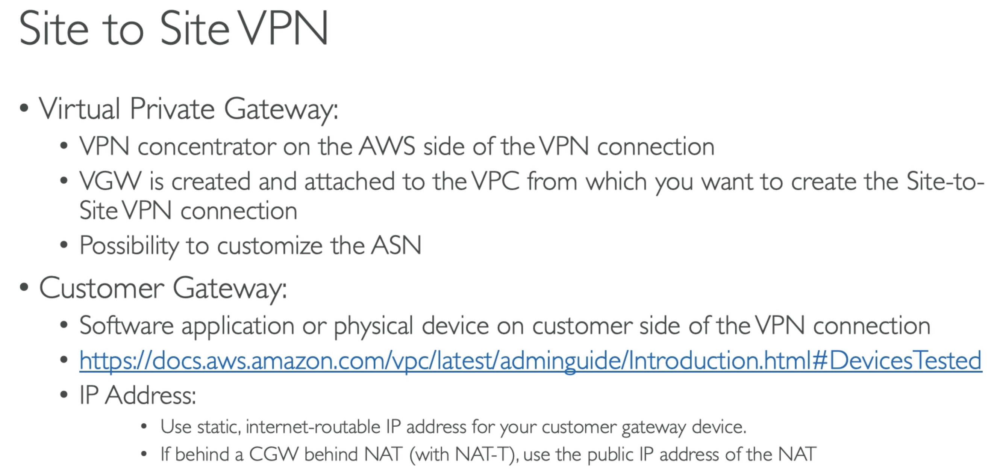 Site to Site VPN
• Virtual Private Gateway:
• VPN concentrator on the AWS side of the VPN connection
• VGW is created and attached to the VPC from which you want to create the Site-to-
Site VPN connection
• Possibility to customize the ASN
• Customer Gateway:
• Software application or physical device on customer side of the VPN connection
• https://docs.aws.amazon.com/vpc/latest/adminguide/Introduction.html#DevicesTested
• IP Address:
• Use static, internet-routable IP address for your customer gateway device.
• If behind a CGW behind NAT (with NAT-T), use the public IP address of the NAT